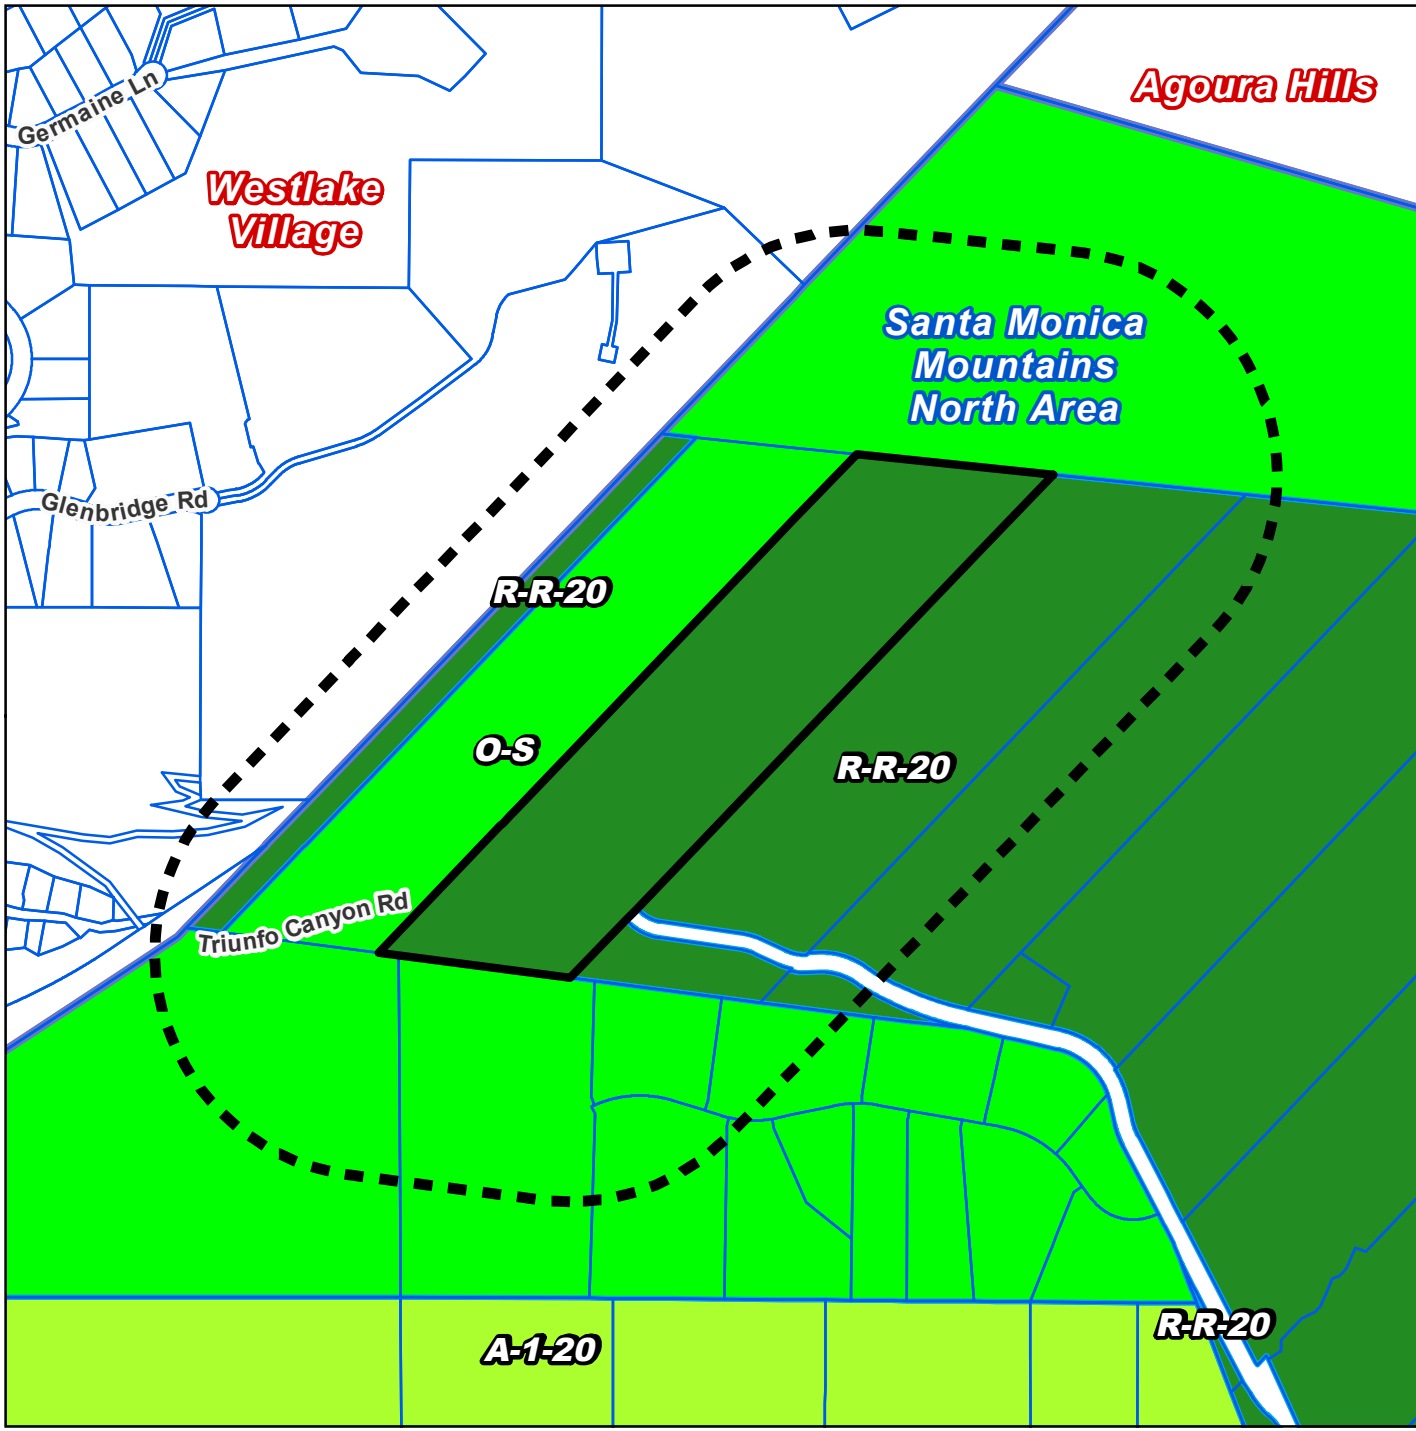 Agoura Hills
Germaine Ln
Westlake
Village
Santa Monica
Mountains
North Area
Glenbridge Rd
R-R-20
O-S
R-R-20
Triunfo Canyon Rd
R-R-20
A-1-20